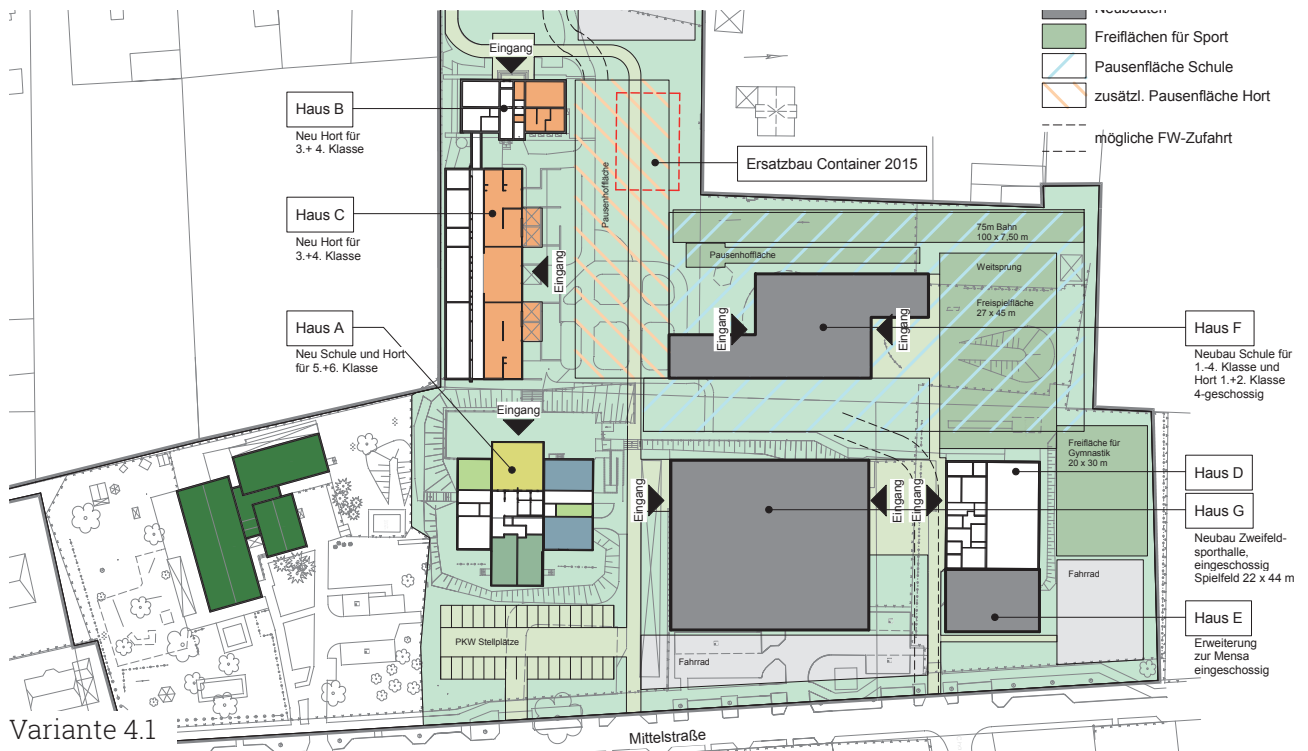 Neubauten
Freiflächen für Sport
Pausenfläche Schule
zusätzl. Pausenfläche Hort
mögliche FW-Zufahrt
Eingang
Haus B
Neu Hort für
3.+ 4. Klasse
Ersatzbau Container 2015
Pausenhoffläche
Haus C
Neu Hort für
3.+4. Klasse
Eingang
75m Bahn
100 x 7,50 m
Pausenhoffläche
Weitsprung
Freispielfläche
27 x 45 m
Eingang
Eingang
Haus A
Neu Schule und Hort
für 5.+6. Klasse
Haus F
Neubau Schule für
1.-4. Klasse und
Hort 1.+2. Klasse
4-geschossig
Eingang
Freifläche für
Gymnastik
20 x 30 m
Haus D
Eingang
Eingang
Eingang
Haus G
Neubau Zweifeld-
sporthalle,
eingeschossig
Spielfeld 22 x 44 m
Fahrrad
Haus E
Erweiterung
zur Mensa
eingeschossig
PKW Stellplätze
Fahrrad
Variante 4.1
Mittelstraße